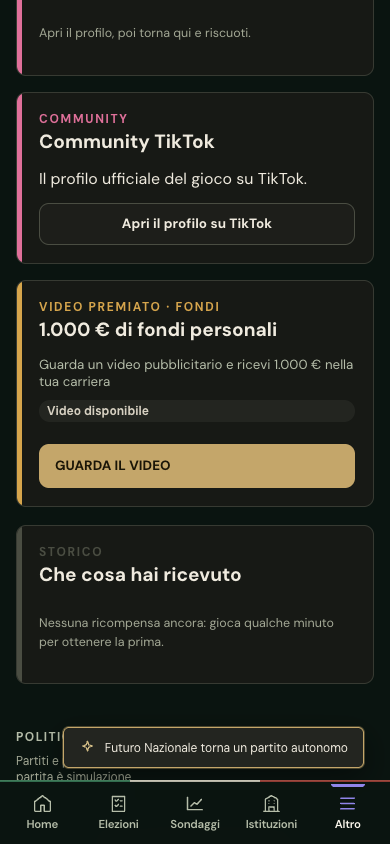 Apri il profilo, poi torna qui e riscuoti.
COMMUNITY
Community TikTok
Il profilo ufficiale del gioco su TikTok.
Apri il profilo su TikTok
VIDEO PREMIATO · FONDI
1.000 € di fondi personali
Guarda un video pubblicitario e ricevi 1.000 € nella
tua carriera
Video disponibile
GUARDA IL VIDEO
STORICO
Che cosa hai ricevuto
Nessuna ricompensa ancora: gioca qualche minuto
per ottenere la prima.
Futuro Nazionale torna un partito autonomo
Partiti e
partita è simulazione
Home
Elezioni
Sondaggi
Istituzioni
Altro